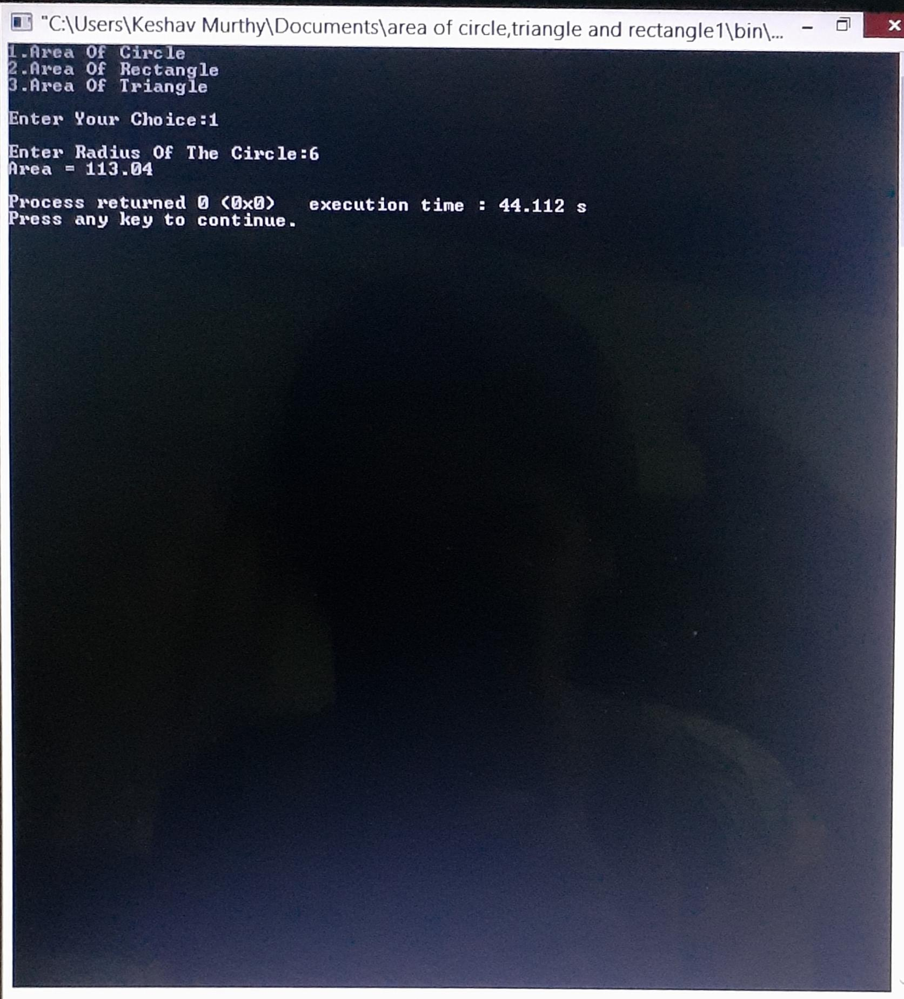 "C:\Users\Keshav Murthy\Documents\area of circle,triangle and rectangle1\bin\...
1.Area Of Circle
2.Area Of Rectangle
3.Area Of Triangle
Enter Your Choice:1
Enter Radius Of The Circle:6
Area = 113.04
Process returned 0 (0x0)   execution time : 44.112 s
Press any key to continue.